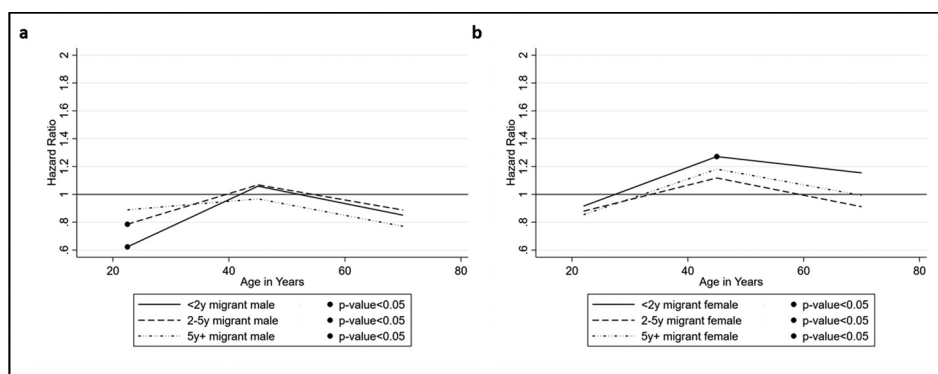 a
2
1.8
1.6
1.4
1.2
1
.8
.6
Hazard Ratio
20 40 60 80
Age in Years
<2y migrant male p-value<0.05
2-5y migrant male p-value<0.05
5y+ migrant male p-value<0.05
b
2
1.8
1.6
1.4
1.2
1
.8
.6
Hazard Ratio
20 40 60 80
Age in Years
<2y migrant female p-value<0.05
2-5y migrant female p-value<0.05
5y+ migrant female p-value<0.05